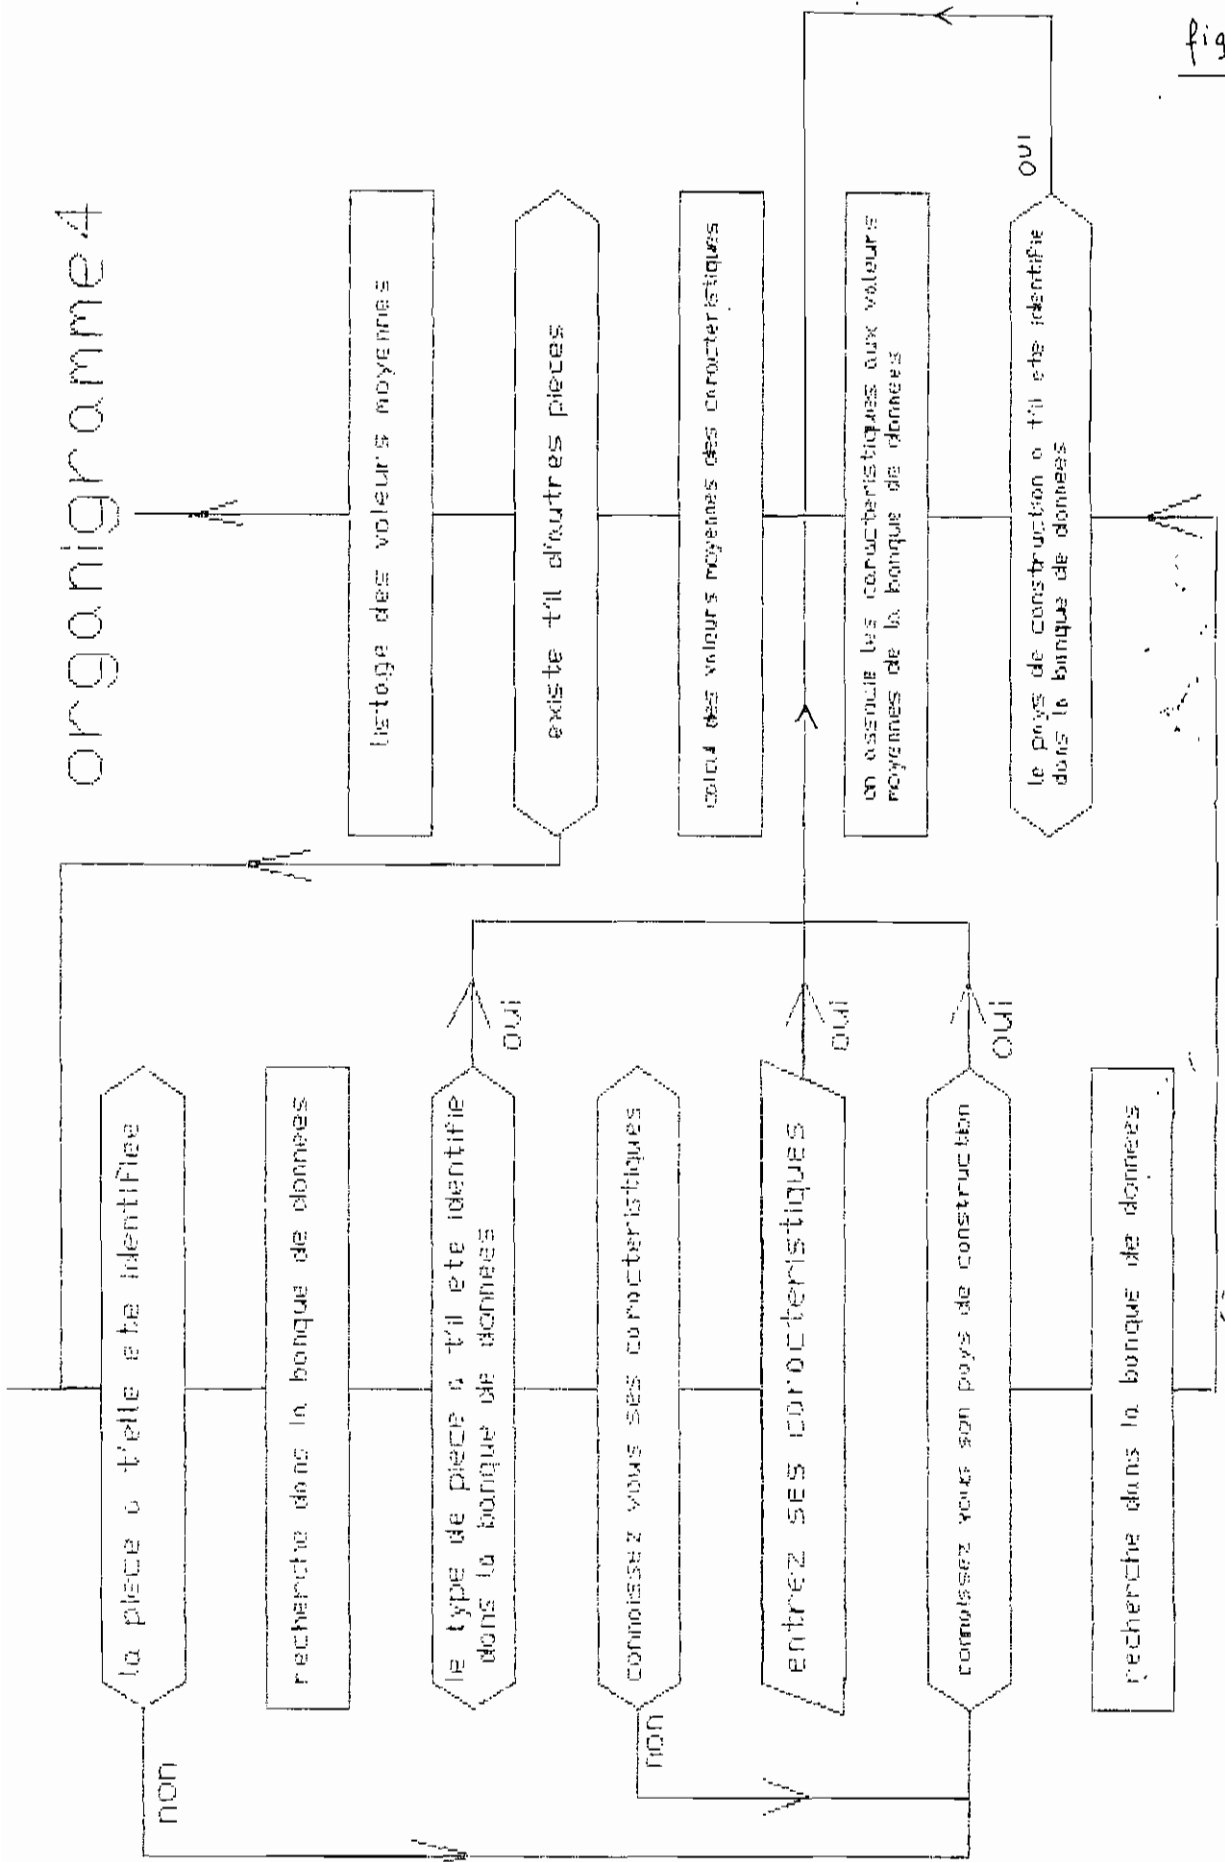 fig
organigramme4
la piece a t'elle ete identifiee
non
recherche dans la banque de donnees
le type de piece a t'il ete identifie
dans la banque de donnees
oui
connaissez vous ses caracteristiques
non
entrez ses caracteristiques
oui
connaissez vous son pays de construction
oui
recherche dans la banque de donnees
listage des valeurs moyennes
existe t'il d'autres pieces
calcul des valeurs moyennes des caracteristiques
on associe les caracteristiques aux valeurs
moyennes de la banque de donnees
le pays de construction a t'il ete identifie
dans la banque de donnees
oui